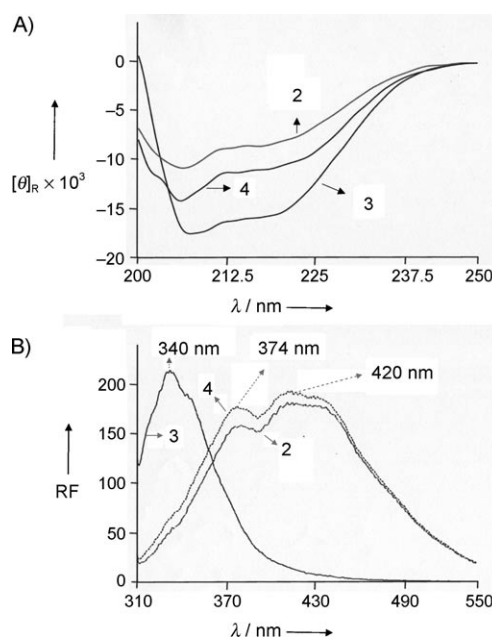 A)
0
−5
−10
−15
−20
[θ]R × 10³
2
4
3
200 212.5 225 237.5 250
λ / nm
B)
340 nm 374 nm
420 nm
200
150
100
50
0
RF
4
3
2
310 370 430 490 550
λ / nm